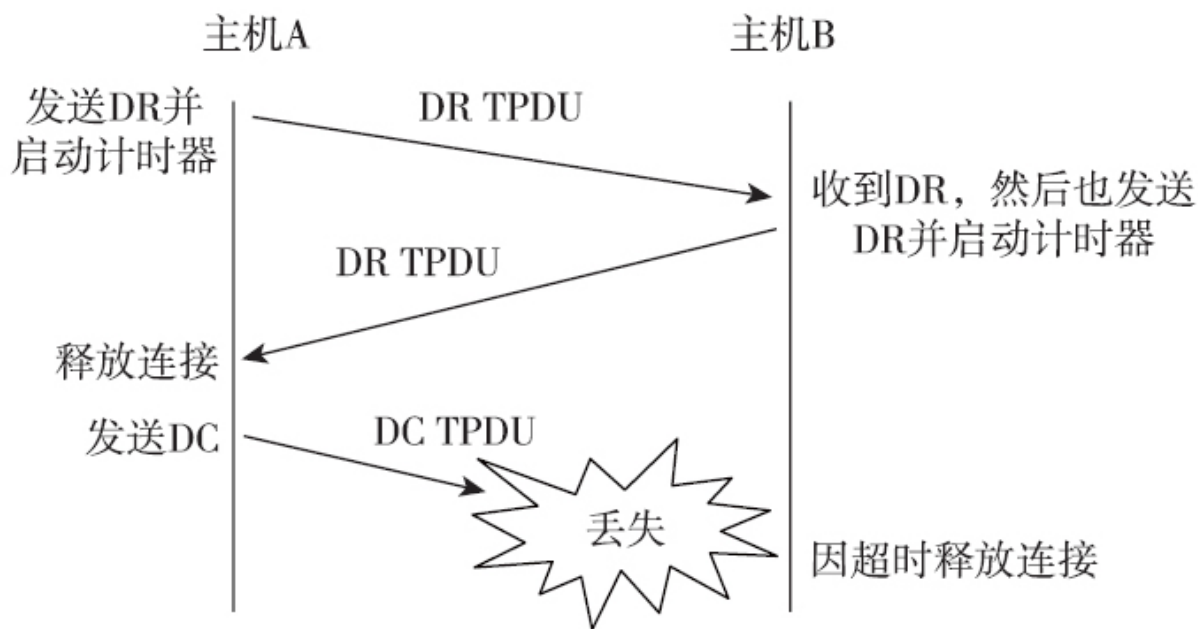 主机A
主机B
发送DR并
启动计时器
DR TPDU
收到DR，然后也发送
DR并启动计时器
DR TPDU
释放连接
发送DC
DC TPDU
丢失
因超时释放连接